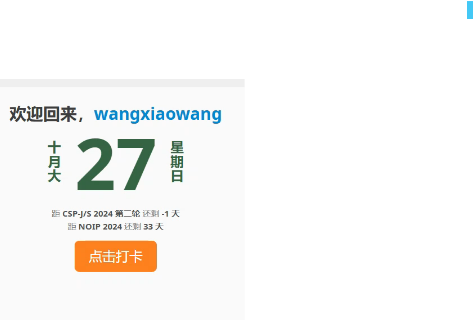 欢迎回来，wangxiaowang
十月大 27 星期日
距 CSP-J/S 2024 第二轮 还剩 -1 天
距 NOIP 2024 还剩 33 天
点击打卡